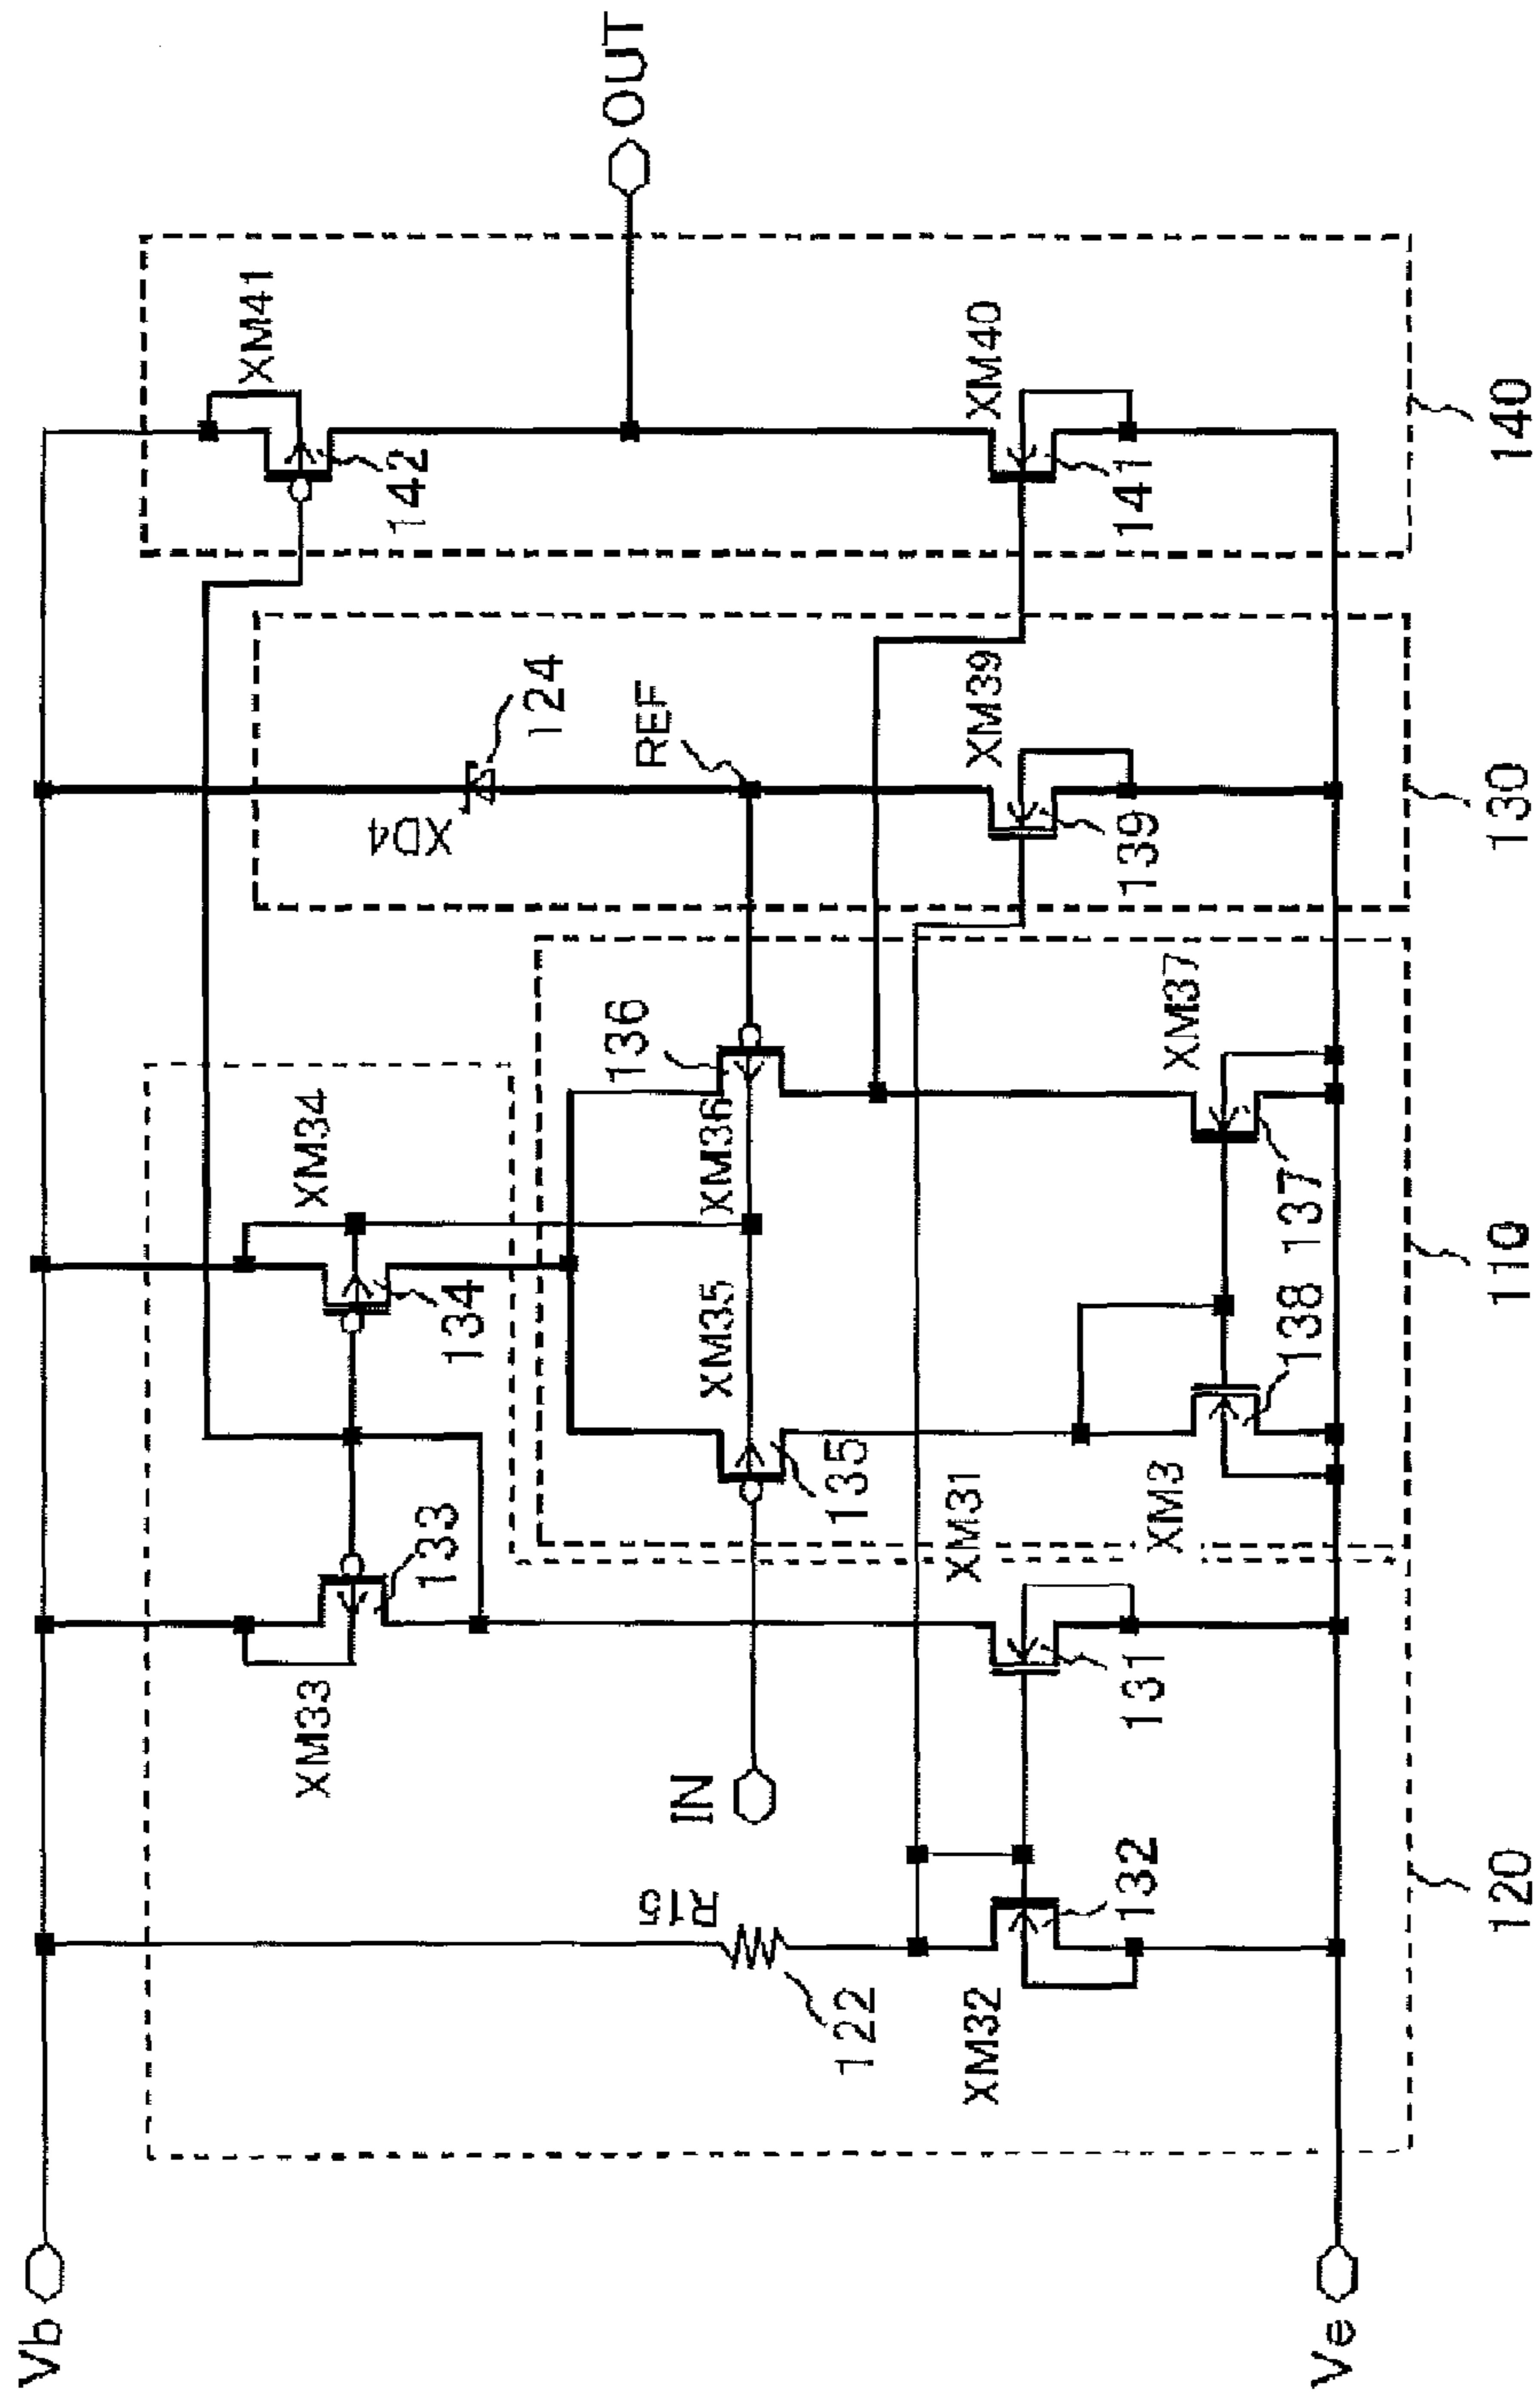 Vb
Ve
R15
122
XM32
132
120
XM33
133
IN
XM31
131
XM34
134
XM35
135
XM3
138
110
XM36
136
XM37
137
XD4
124
REF
XM39
139
130
XM41
142
XM40
141
140
OUT